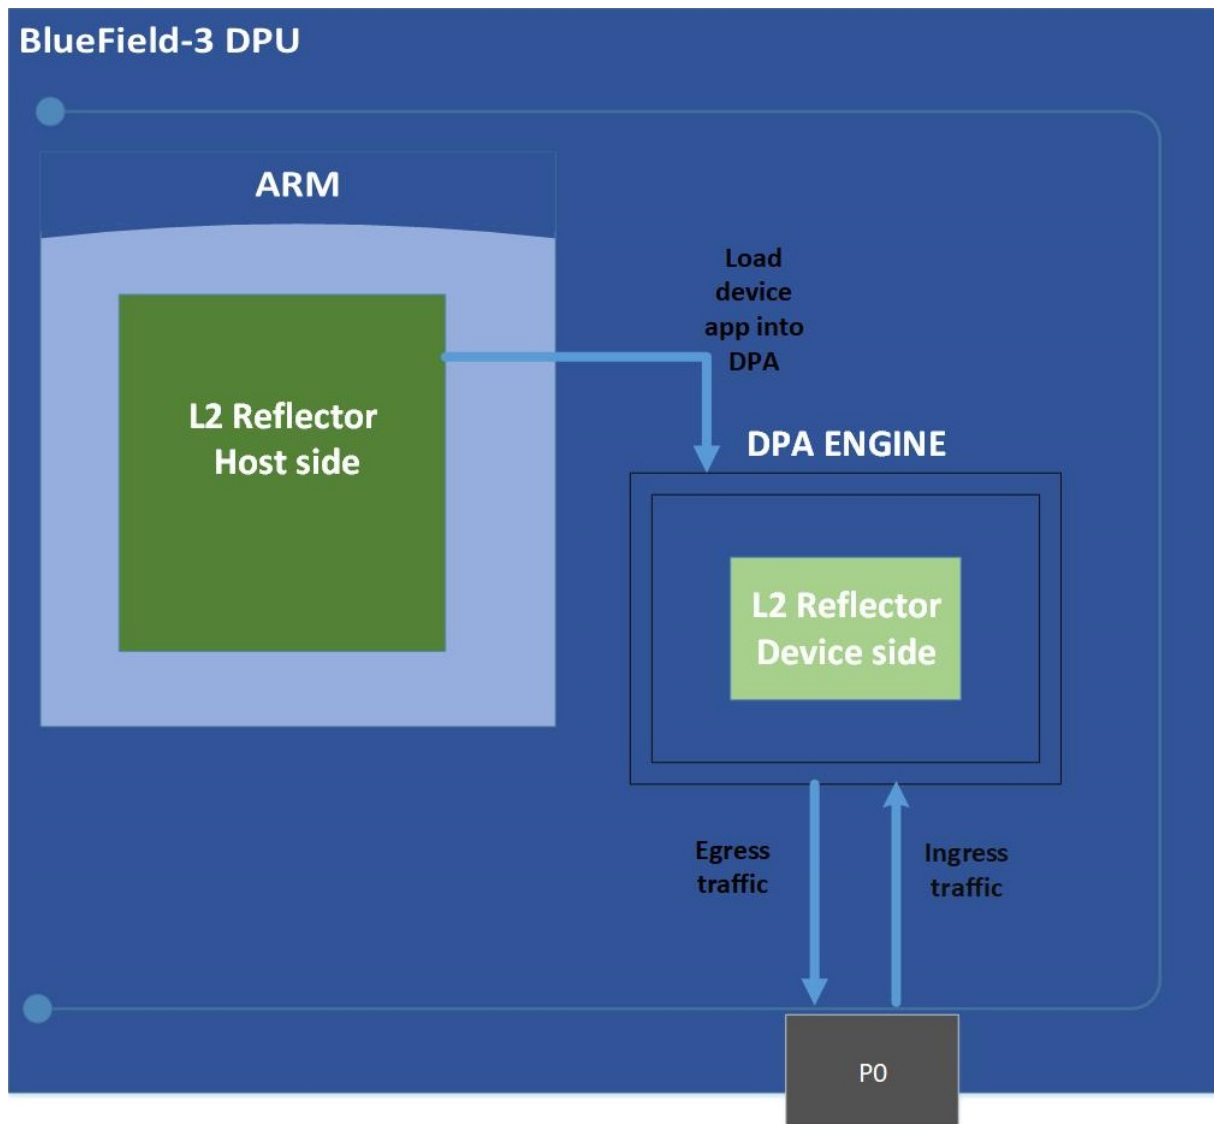 BlueField-3 DPU
ARM
Load
device
app into
DPA
L2 Reflector
Host side
DPA ENGINE
L2 Reflector
Device side
Egress
traffic
Ingress
traffic
P0